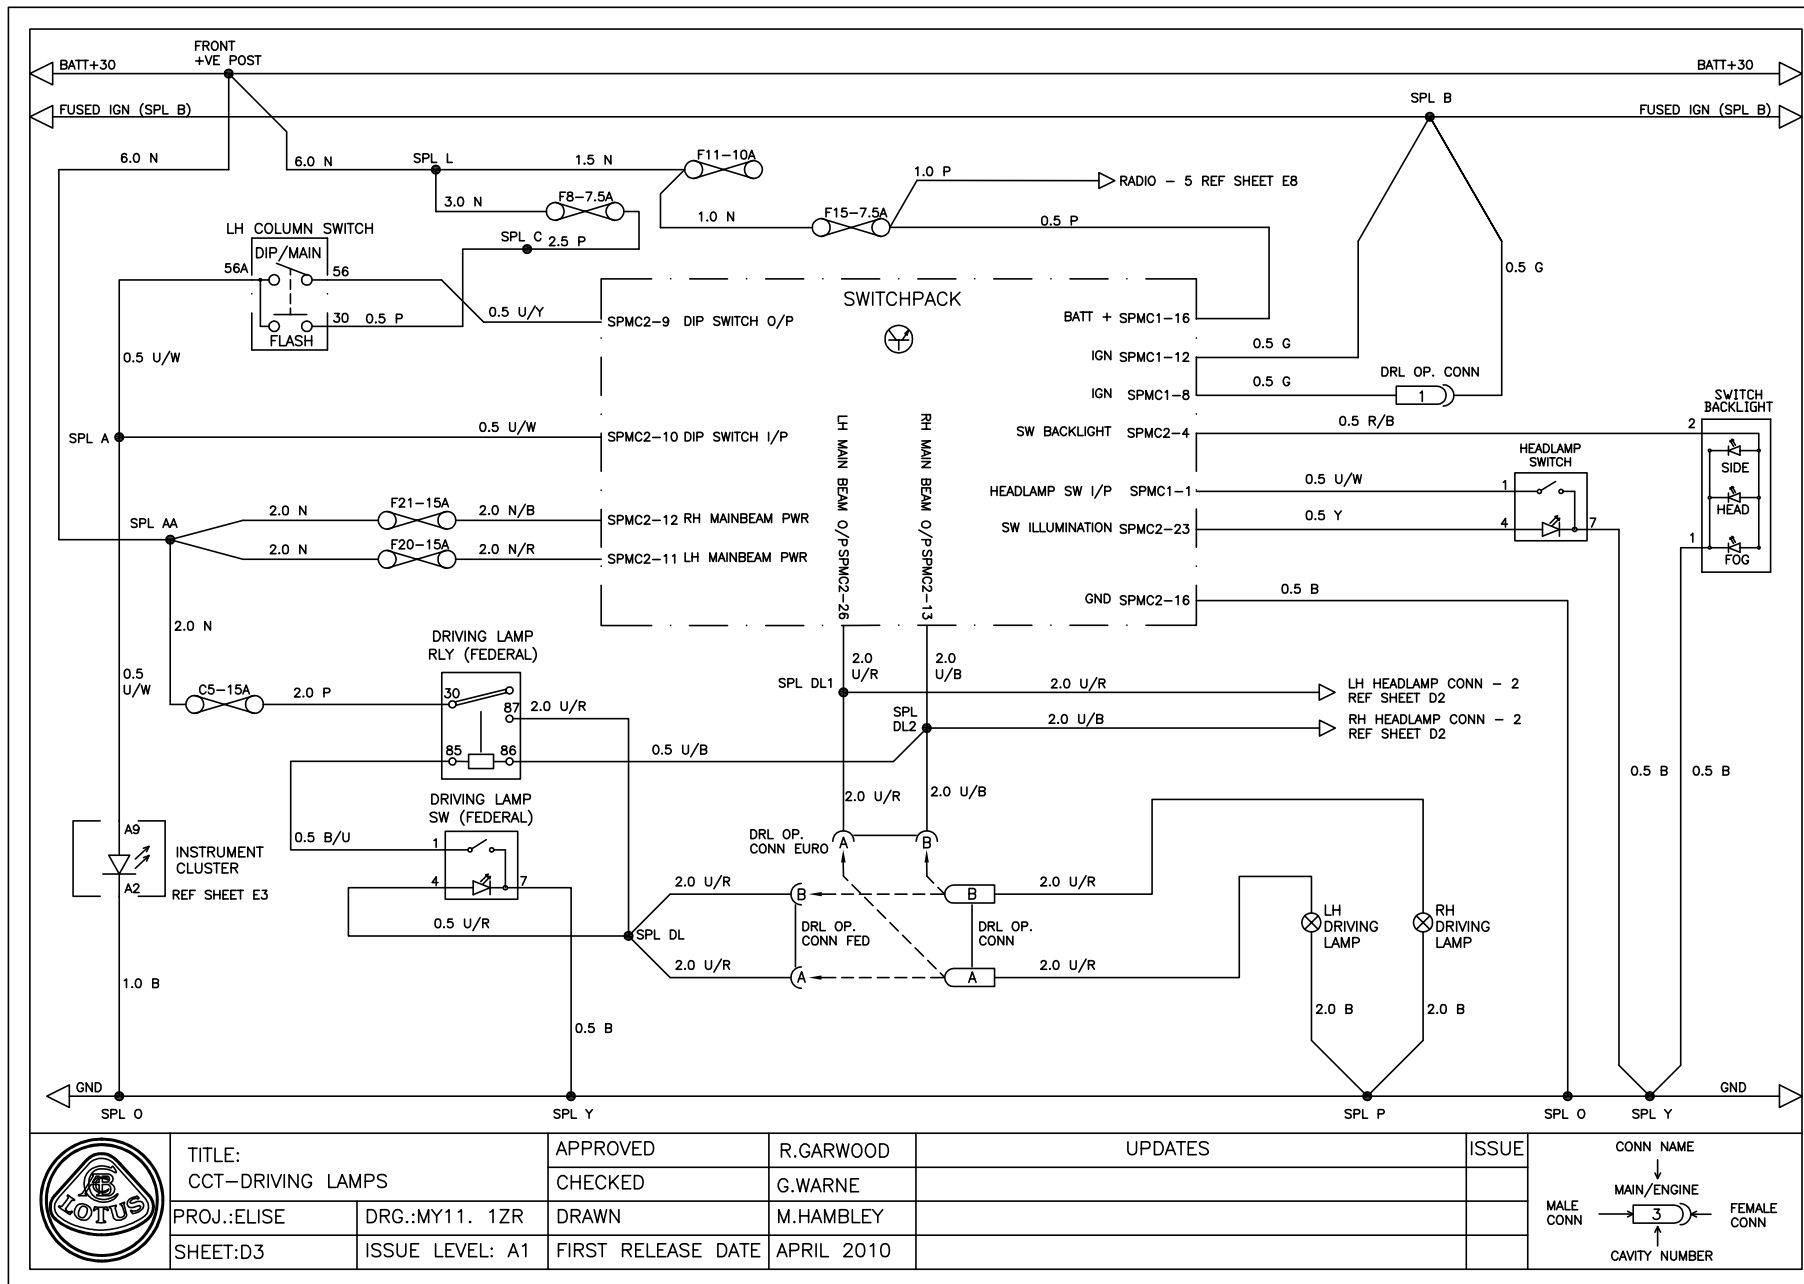 FRONT
+VE POST
BATT+30
BATT+30
FUSED IGN (SPL B)
SPL B
FUSED IGN (SPL B)
6.0 N
6.0 N
SPL L
1.5 N
F11-10A
1.0 P
RADIO - 5 REF SHEET E8
3.0 N
F8-7.5A
1.0 N
F15-7.5A
0.5 P
LH COLUMN SWITCH
SPL C
2.5 P
DIP/MAIN
56A
56
0.5 G
30
0.5 P
FLASH
0.5 U/Y
SWITCHPACK
SPMC2-9 DIP SWITCH O/P
BATT + SPMC1-16
0.5 U/W
IGN SPMC1-12
0.5 G
IGN SPMC1-8
0.5 G
DRL OP. CONN
1
SWITCH
BACKLIGHT
SPL A
0.5 U/W
SPMC2-10 DIP SWITCH I/P
LH MAIN BEAM O/P SPMC2-26
RH MAIN BEAM O/P SPMC2-13
SW BACKLIGHT SPMC2-4
0.5 R/B
2
HEADLAMP
SWITCH
SIDE
HEADLAMP SW I/P SPMC1-1
0.5 U/W
1
HEAD
SPL AA
2.0 N
F21-15A
2.0 N/B
SPMC2-12 RH MAINBEAM PWR
SW ILLUMINATION SPMC2-23
0.5 Y
4
7
1
FOG
2.0 N
F20-15A
2.0 N/R
SPMC2-11 LH MAINBEAM PWR
GND SPMC2-16
0.5 B
2.0 N
DRIVING LAMP
RLY (FEDERAL)
0.5
U/W
C5-15A
2.0 P
30
87
2.0 U/R
85
86
0.5 U/B
2.0
U/R
2.0
U/B
SPL DL1
2.0 U/R
LH HEADLAMP CONN - 2
REF SHEET D2
SPL
DL2
2.0 U/B
RH HEADLAMP CONN - 2
REF SHEET D2
0.5 B
0.5 B
2.0 U/R
2.0 U/B
DRIVING LAMP
SW (FEDERAL)
A9
0.5 B/U
1
DRL OP.
CONN EURO
A
B
INSTRUMENT
CLUSTER
A2
REF SHEET E3
4
7
2.0 U/R
B
B
2.0 U/R
0.5 U/R
SPL DL
DRL OP.
CONN FED
DRL OP.
CONN
LH
DRIVING
LAMP
RH
DRIVING
LAMP
2.0 U/R
A
A
2.0 U/R
1.0 B
0.5 B
2.0 B
2.0 B
GND
GND
SPL O
SPL Y
SPL P
SPL O
SPL Y
LOTUS
TITLE:
CCT-DRIVING LAMPS
PROJ.:ELISE
DRG.:MY11. 1ZR
SHEET:D3
ISSUE LEVEL: A1
APPROVED
R.GARWOOD
CHECKED
G.WARNE
DRAWN
M.HAMBLEY
FIRST RELEASE DATE
APRIL 2010
UPDATES
ISSUE
CONN NAME
MAIN/ENGINE
MALE
CONN
3
FEMALE
CONN
CAVITY NUMBER